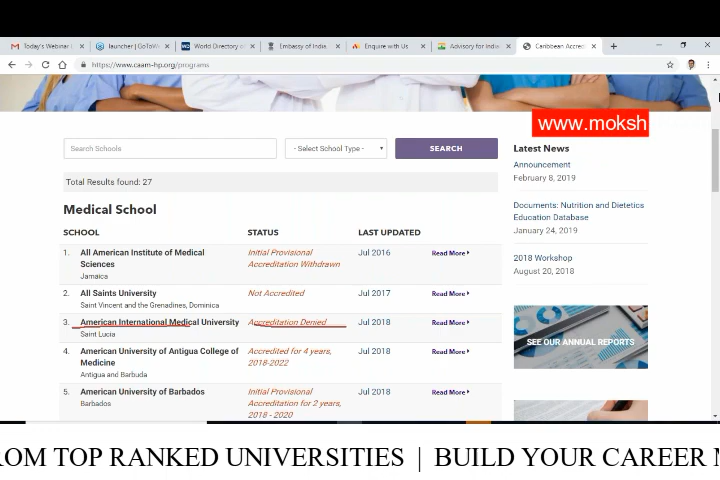 Today's Webinar
launcher | GoToW
World Directory o
Embassy of India
Enquire with Us
Advisory for India
Caribbean Accred
https://www.caam-hp.org/programs
www.moksh
Search Schools
- Select School Type -
SEARCH
Latest News
Announcement
February 8, 2019
Total Results found: 27
Documents: Nutrition and Dietetics
Education Database
January 24, 2019
2018 Workshop
August 20, 2018
SEE OUR ANNUAL REPORTS
Medical School
SCHOOL STATUS LAST UPDATED
1. All American Institute of Medical Initial Provisional Jul 2016 Read More
Sciences Accreditation Withdrawn
Jamaica
2. All Saints University Not Accredited Jul 2017 Read More
Saint Vincent and the Grenadines, Dominica
3. American International Medical University Accreditation Denied Jul 2018 Read More
Saint Lucia
4. American University of Antigua College of Accredited for 4 years, Jul 2018 Read More
Medicine 2018-2022
Antigua and Barbuda
5. American University of Barbados Initial Provisional Jul 2018 Read More
Barbados Accreditation for 2 years,
2018 - 2020
ROM TOP RANKED UNIVERSITIES | BUILD YOUR CAREER